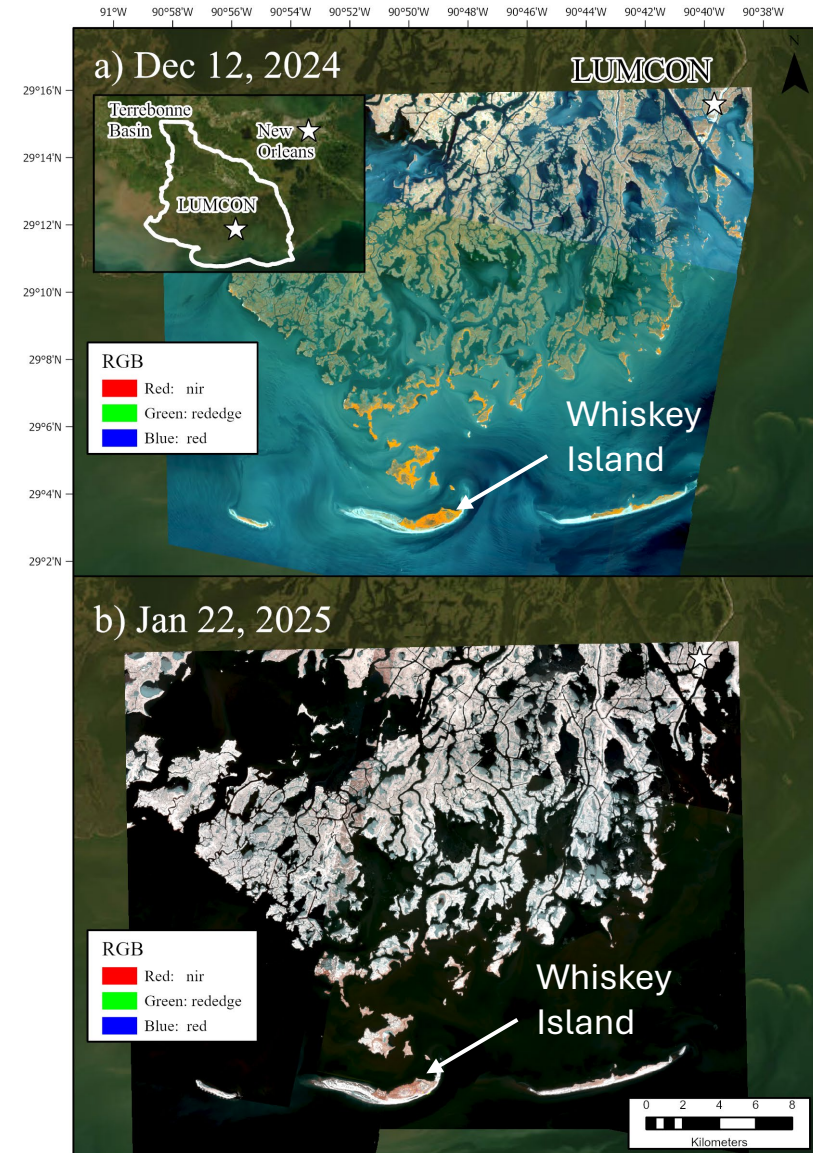 91°W 90°58'W 90°56'W 90°54'W 90°52'W 90°50'W 90°48'W 90°46'W 90°44'W 90°42'W 90°40'W 90°38'W
a) Dec 12, 2024
LUMCON
N
29°16'N
29°14'N
29°12'N
29°10'N
29°8'N
29°6'N
29°4'N
29°2'N
Terrebonne
Basin
New
Orleans
LUMCON
RGB
Red: nir
Green: rededge
Blue: red
Whiskey
Island
b) Jan 22, 2025
RGB
Red: nir
Green: rededge
Blue: red
Whiskey
Island
0 2 4 6 8
Kilometers